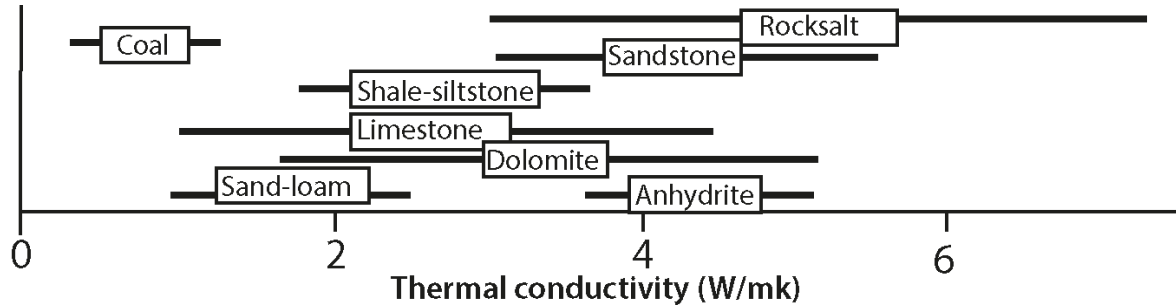 Rocksalt
Coal
Sandstone
Shale-siltstone
Limestone
Dolomite
Sand-loam
Anhydrite
0 2 4 6
Thermal conductivity (W/mk)